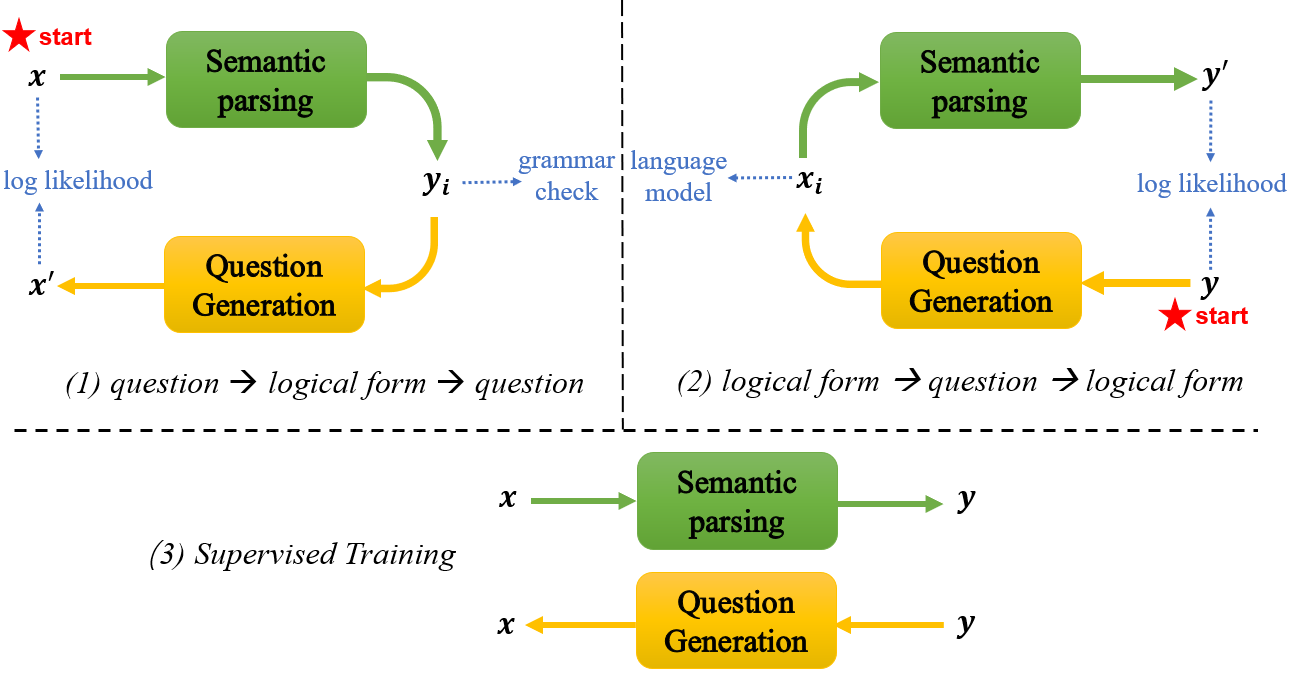 start
x
Semantic
parsing
log likelihood
y_i
grammar
check
x′
Question
Generation
(1) question → logical form → question
Semantic
parsing
y′
language
model
x_i
log likelihood
Question
Generation
y
start
(2) logical form → question → logical form
(3) Supervised Training
x
Semantic
parsing
y
x
Question
Generation
y